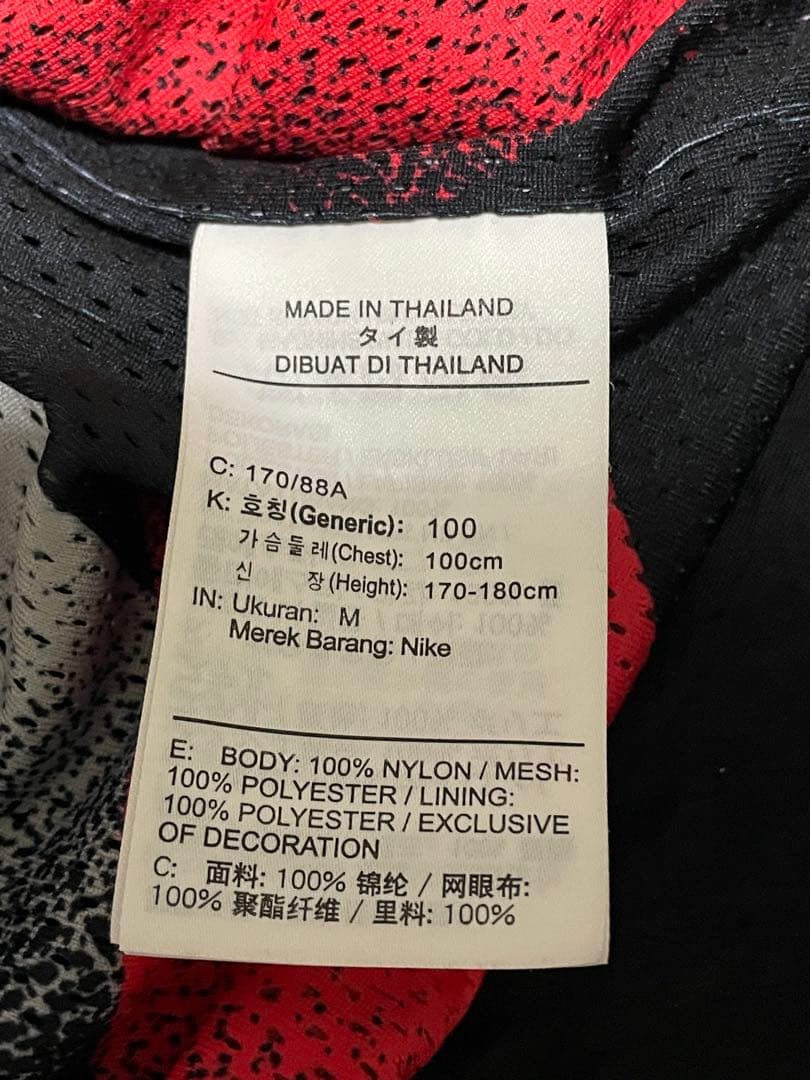 MADE IN THAILAND
タイ製
DIBUAT DI THAILAND
C: 170/88A
K: 호칭(Generic): 100
가슴둘레(Chest): 100cm
신 장(Height): 170-180cm
IN: Ukuran: M
Merek Barang: Nike
E: BODY: 100% NYLON / MESH:
100% POLYESTER / LINING:
100% POLYESTER / EXCLUSIVE
OF DECORATION
C: 面料: 100% 锦纶 / 网眼布:
100% 聚酯纤维 / 里料: 100%